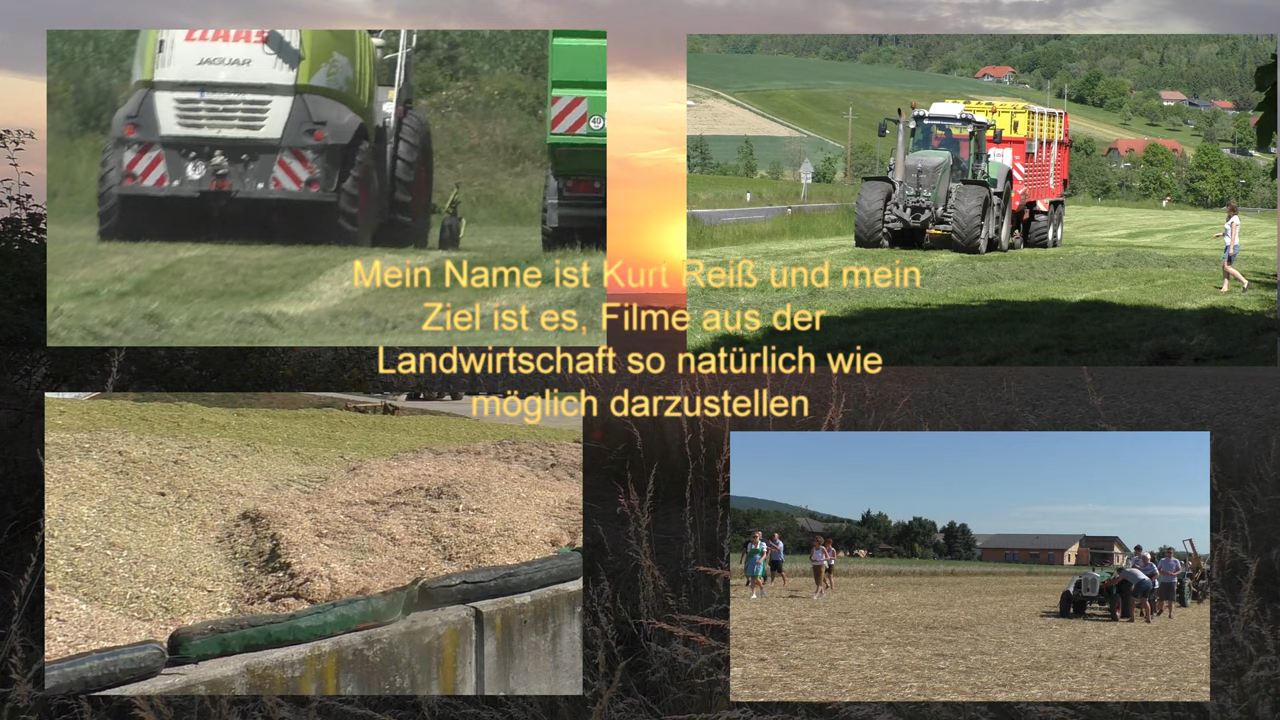 CLAAS
JAGUAR
40
Mein Name ist Kurt Reiß und mein
Ziel ist es, Filme aus der
Landwirtschaft so natürlich wie
möglich darzustellen